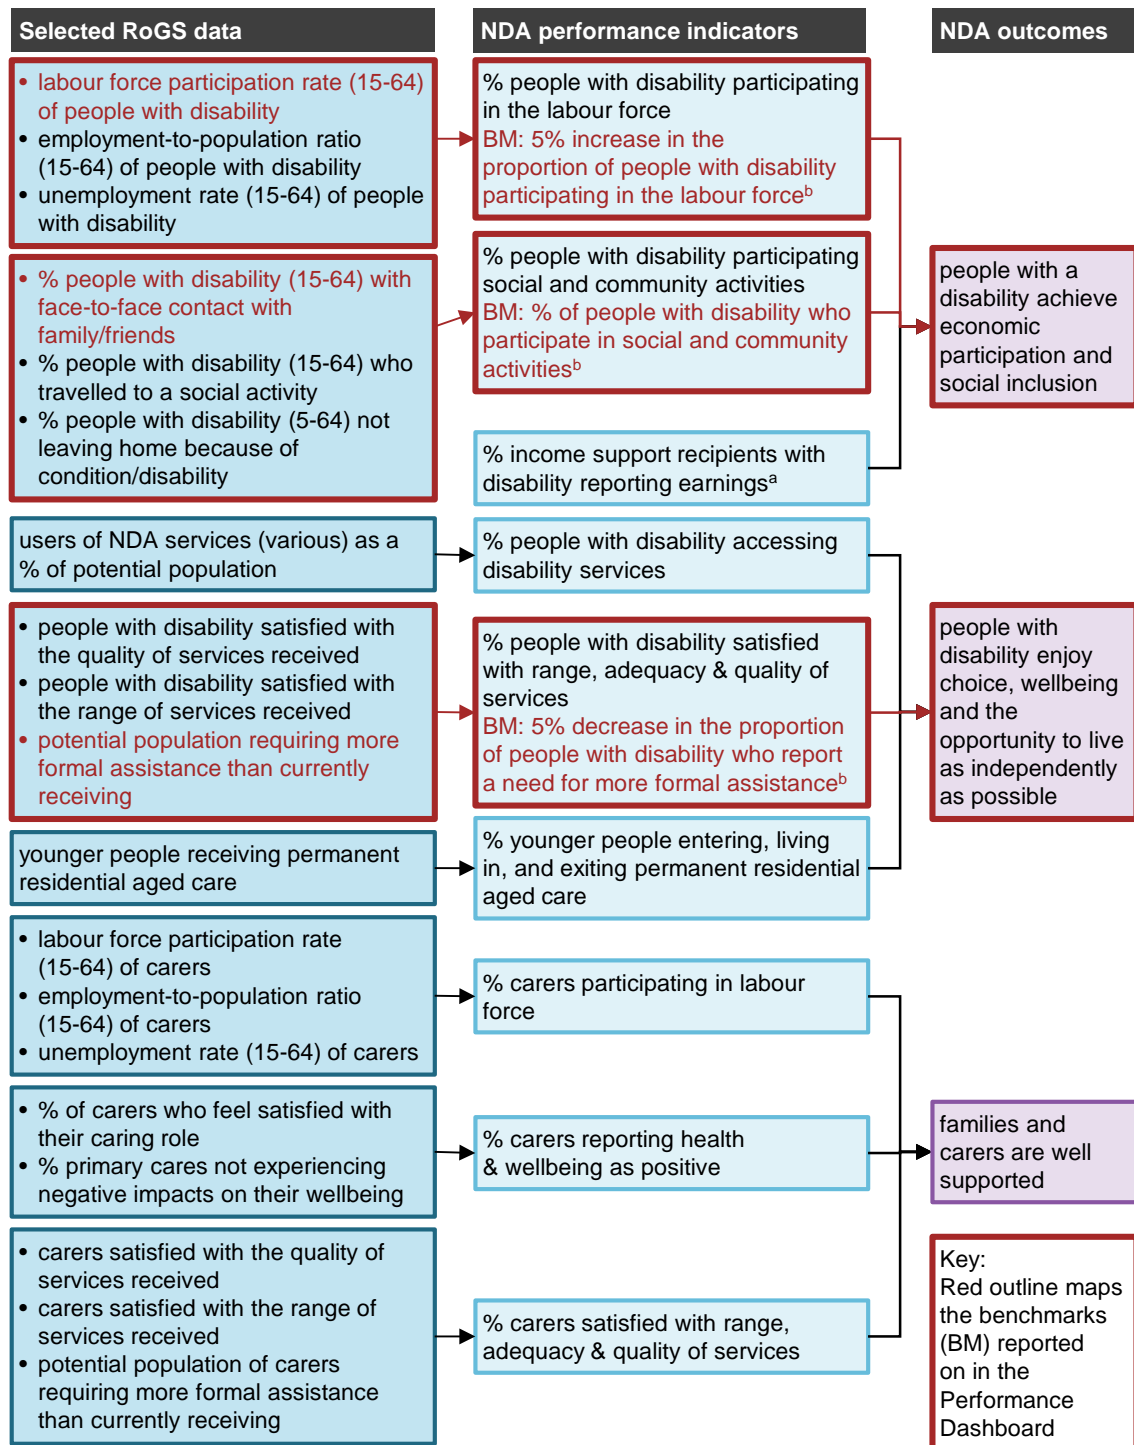 Selected RoGS data
NDA performance indicators
NDA outcomes
• labour force participation rate (15-64)
of people with disability
• employment-to-population ratio
(15-64) of people with disability
• unemployment rate (15-64) of people
with disability
% people with disability participating
in the labour force
BM: 5% increase in the
proportion of people with disability
participating in the labour forceᵇ
• % people with disability (15-64) with
face-to-face contact with
family/friends
• % people with disability (15-64) who
travelled to a social activity
• % people with disability (5-64) not
leaving home because of
condition/disability
% people with disability participating
social and community activities
BM: % of people with disability who
participate in social and community
activitiesᵇ
% income support recipients with
disability reporting earningsᵃ
people with a
disability achieve
economic
participation and
social inclusion
users of NDA services (various) as a
% of potential population
% people with disability accessing
disability services
• people with disability satisfied with
the quality of services received
• people with disability satisfied with
the range of services received
• potential population requiring more
formal assistance than currently
receiving
% people with disability satisfied
with range, adequacy & quality of
services
BM: 5% decrease in the proportion
of people with disability who report
a need for more formal assistanceᵇ
people with
disability enjoy
choice, wellbeing
and the
opportunity to live
as independently
as possible
younger people receiving permanent
residential aged care
% younger people entering, living
in, and exiting permanent residential
aged care
• labour force participation rate
(15-64) of carers
• employment-to-population ratio
(15-64) of carers
• unemployment rate (15-64) of carers
% carers participating in labour
force
• % of carers who feel satisfied with
their caring role
• % primary cares not experiencing
negative impacts on their wellbeing
% carers reporting health
& wellbeing as positive
families and
carers are well
supported
• carers satisfied with the quality of
services received
• carers satisfied with the range of
services received
• potential population of carers
requiring more formal assistance
than currently receiving
% carers satisfied with range,
adequacy & quality of services
Key:
Red outline maps
the benchmarks
(BM) reported
on in the
Performance
Dashboard